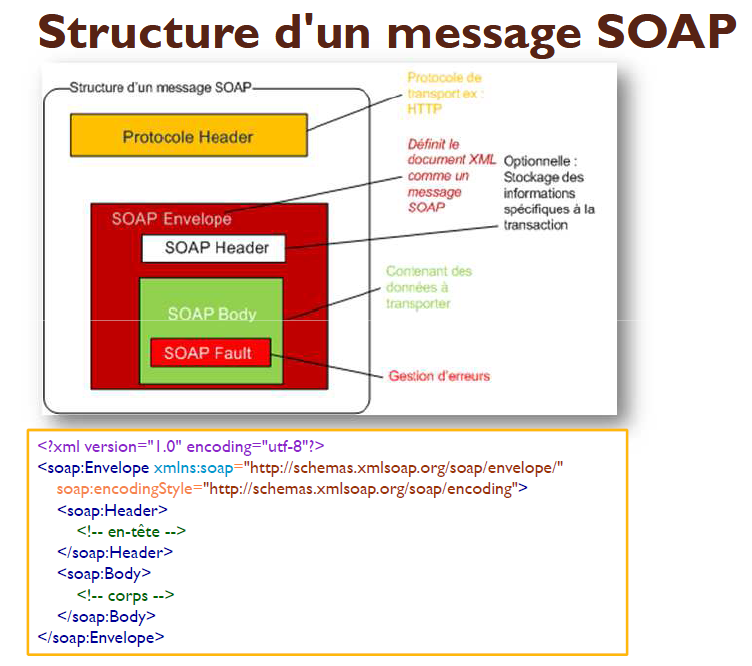 Structure d'un message SOAP
Structure d'un message SOAP
Protocole Header
Protocole de
transport ex :
HTTP
Définit le
document XML
comme un
message
SOAP
Optionnelle :
Stockage des
informations
spécifiques à la
transaction
SOAP Envelope
SOAP Header
Contenant des
données à
transporter
SOAP Body
SOAP Fault
Gestion d'erreurs
<?xml version="1.0" encoding="utf-8"?>
<soap:Envelope xmlns:soap="http://schemas.xmlsoap.org/soap/envelope/"
soap:encodingStyle="http://schemas.xmlsoap.org/soap/encoding">
<soap:Header>
<!-- en-tête -->
</soap:Header>
<soap:Body>
<!-- corps -->
</soap:Body>
</soap:Envelope>